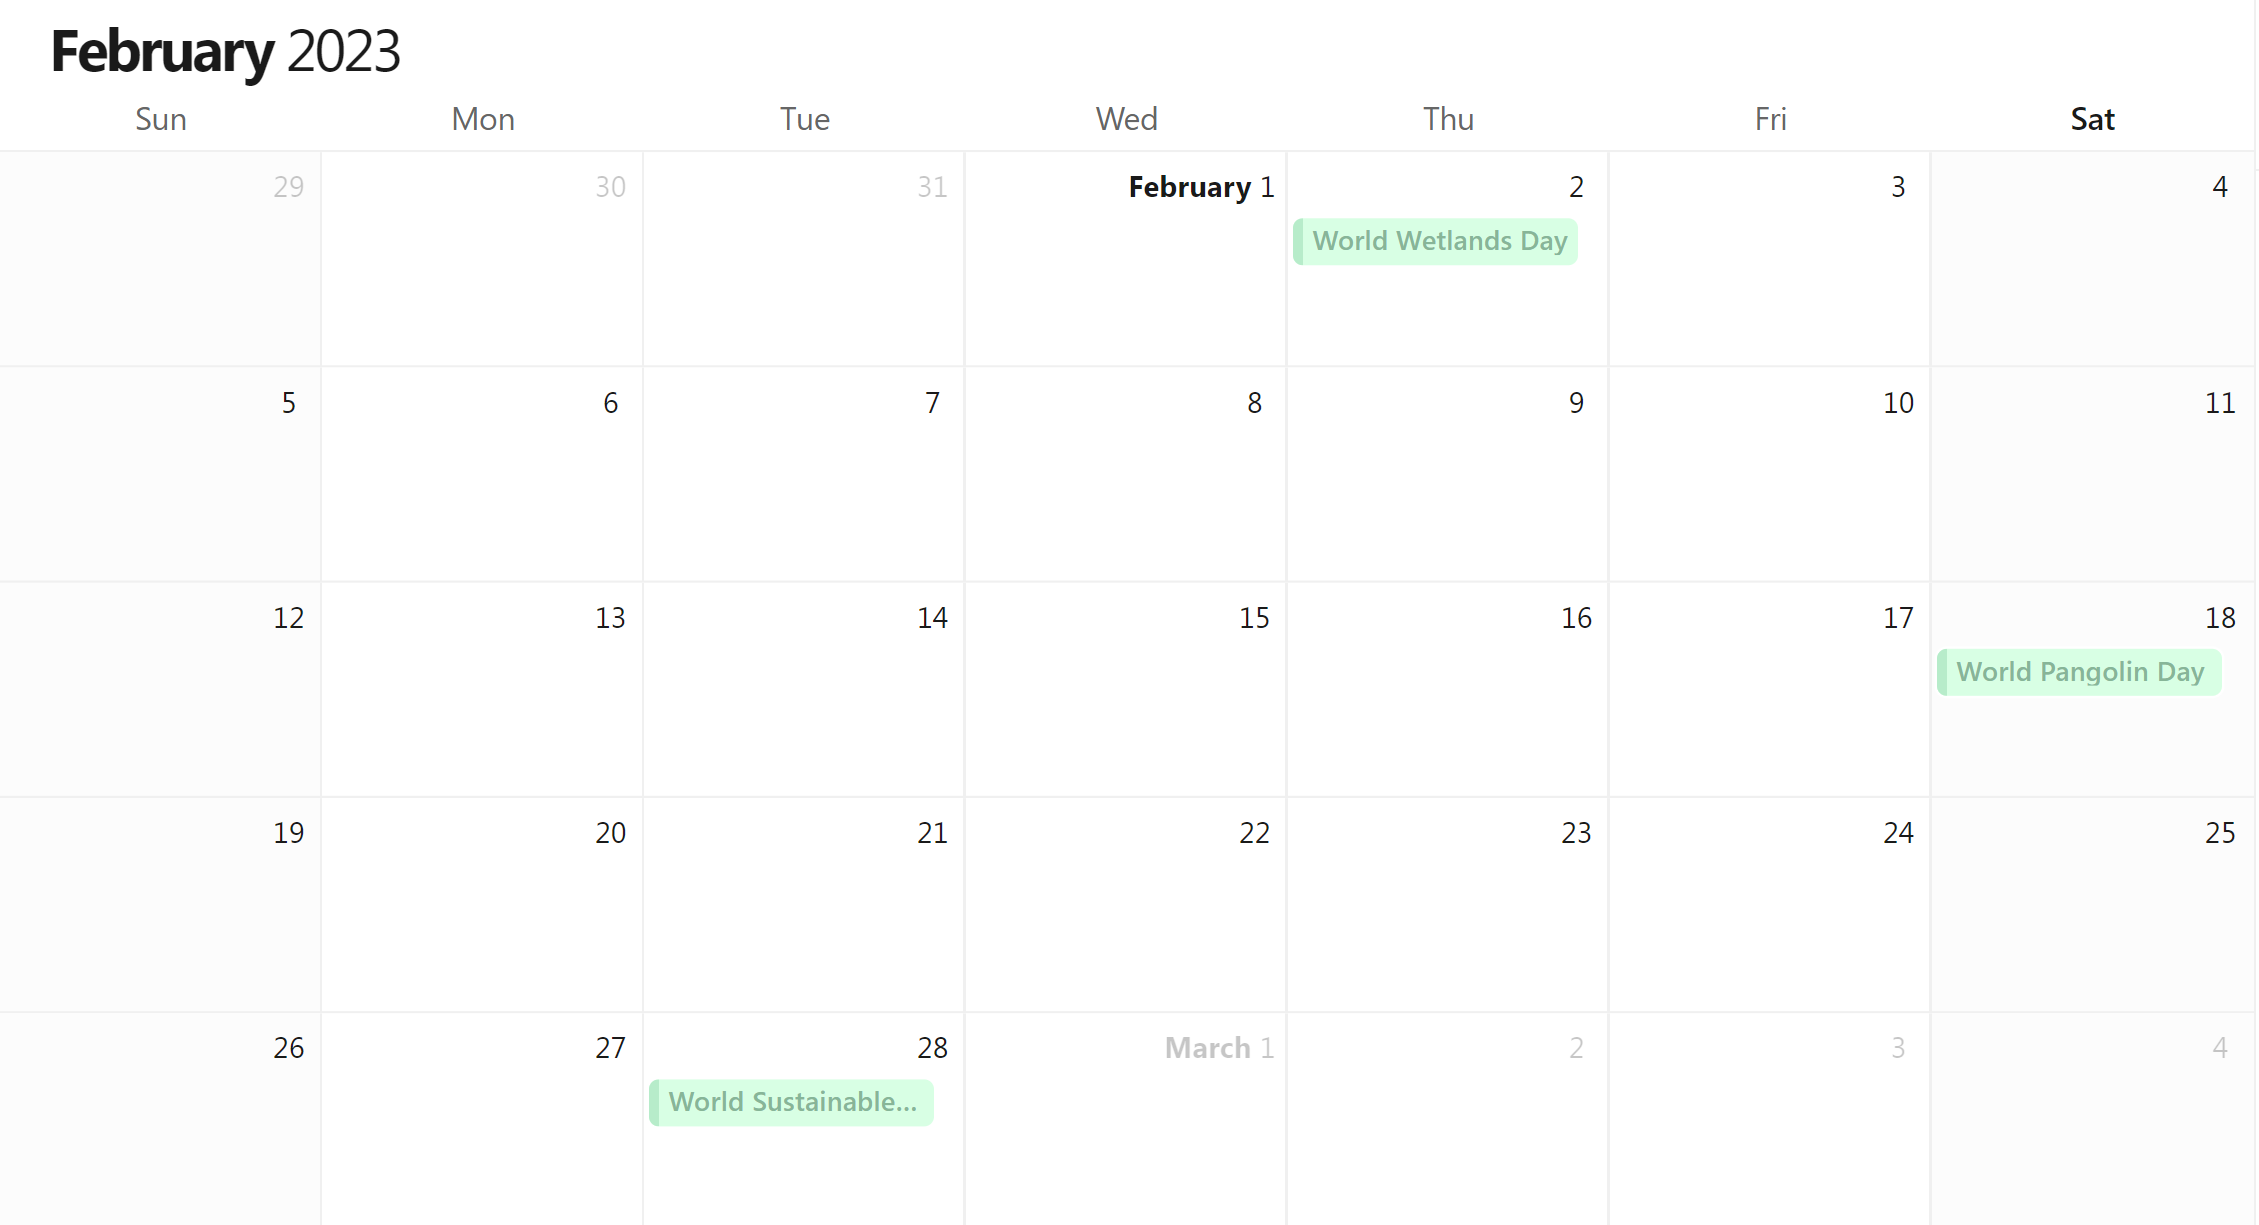 February 2023
Sun Mon Tue Wed Thu Fri Sat
29 30 31 February 1 2 3 4
World Wetlands Day
5 6 7 8 9 10 11
12 13 14 15 16 17 18
World Pangolin Day
19 20 21 22 23 24 25
26 27 28 March 1 2 3 4
World Sustainable...